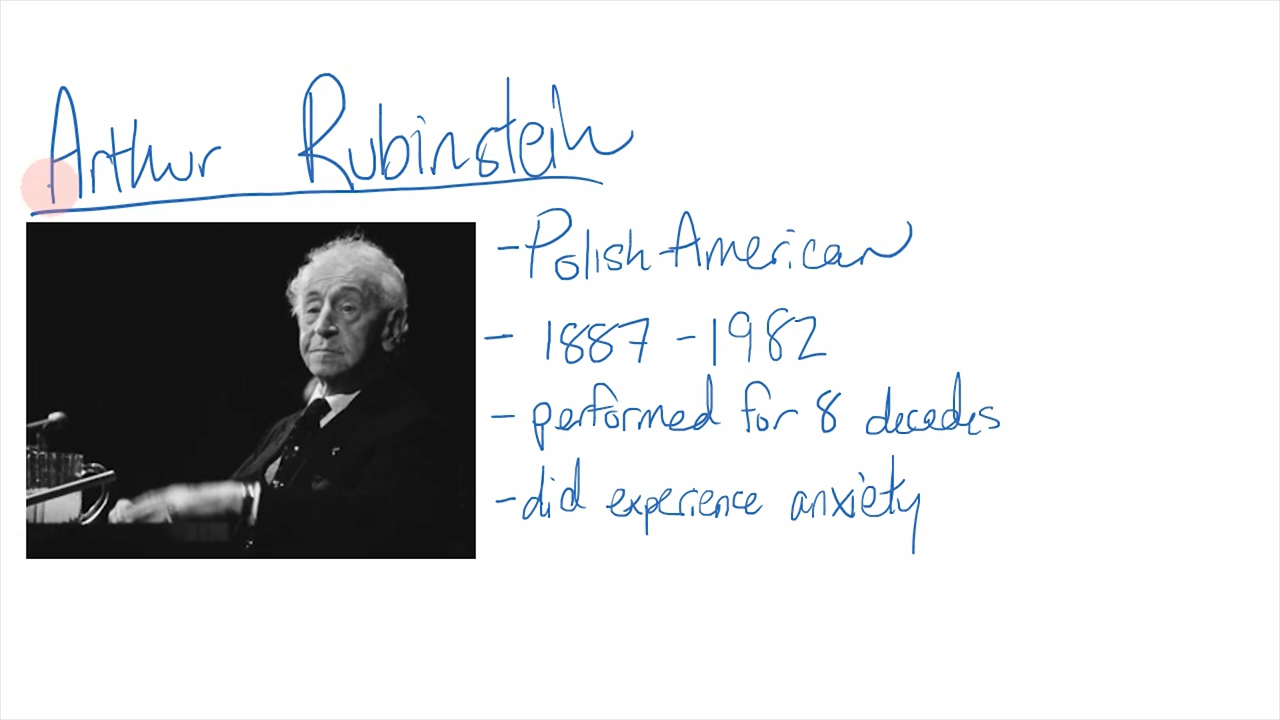 Arthur Rubinstein
- Polish-American
- 1887 - 1982
- performed for 8 decades
- did experience anxiety